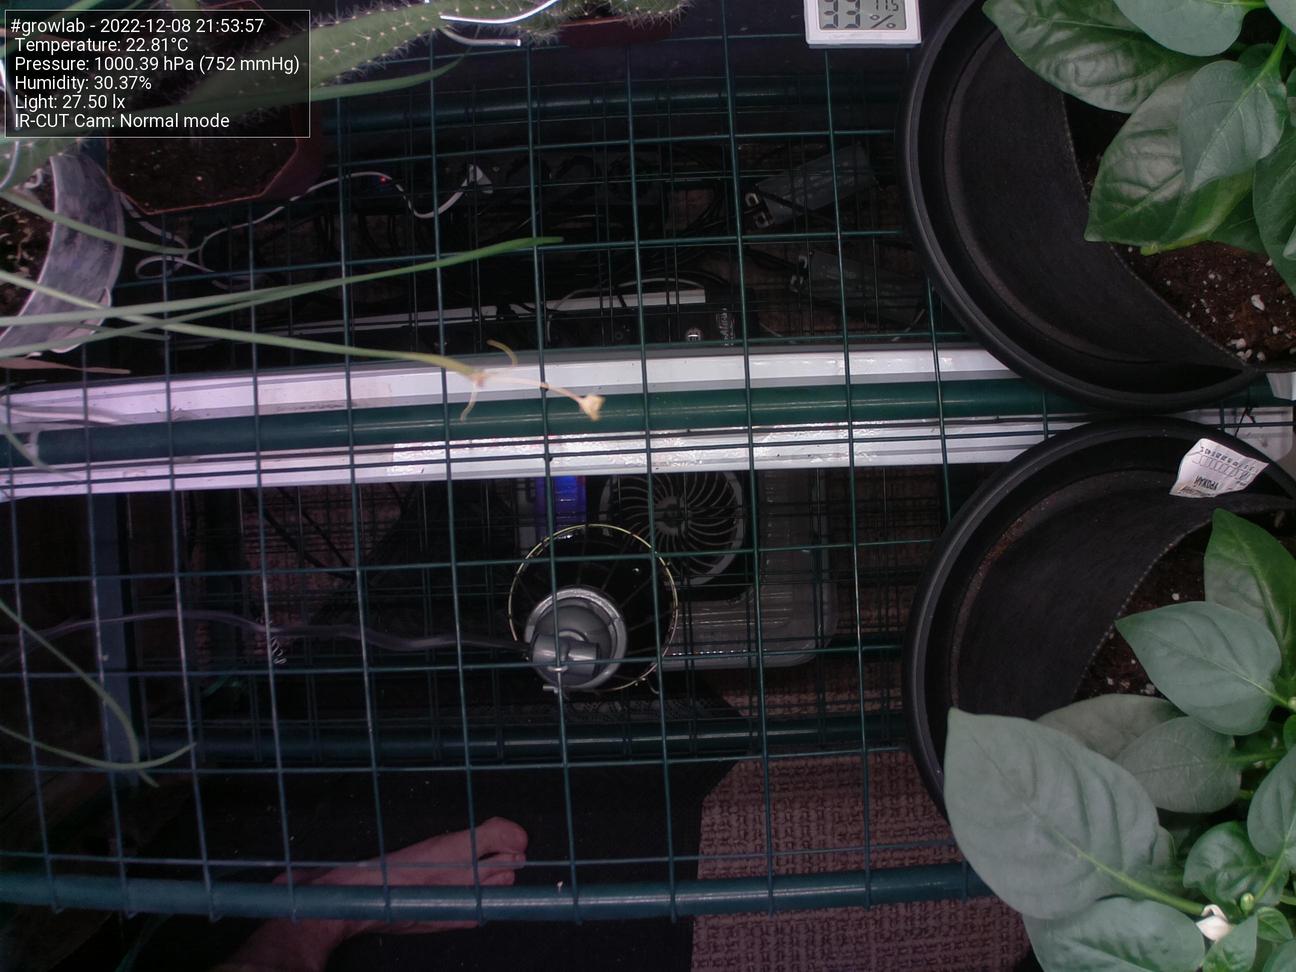 #growlab - 2022-12-08 21:53:57
Temperature: 22.81°C
Pressure: 1000.39 hPa (752 mmHg)
Humidity: 30.37%
Light: 27.50 lx
IR-CUT Cam: Normal mode
33 %